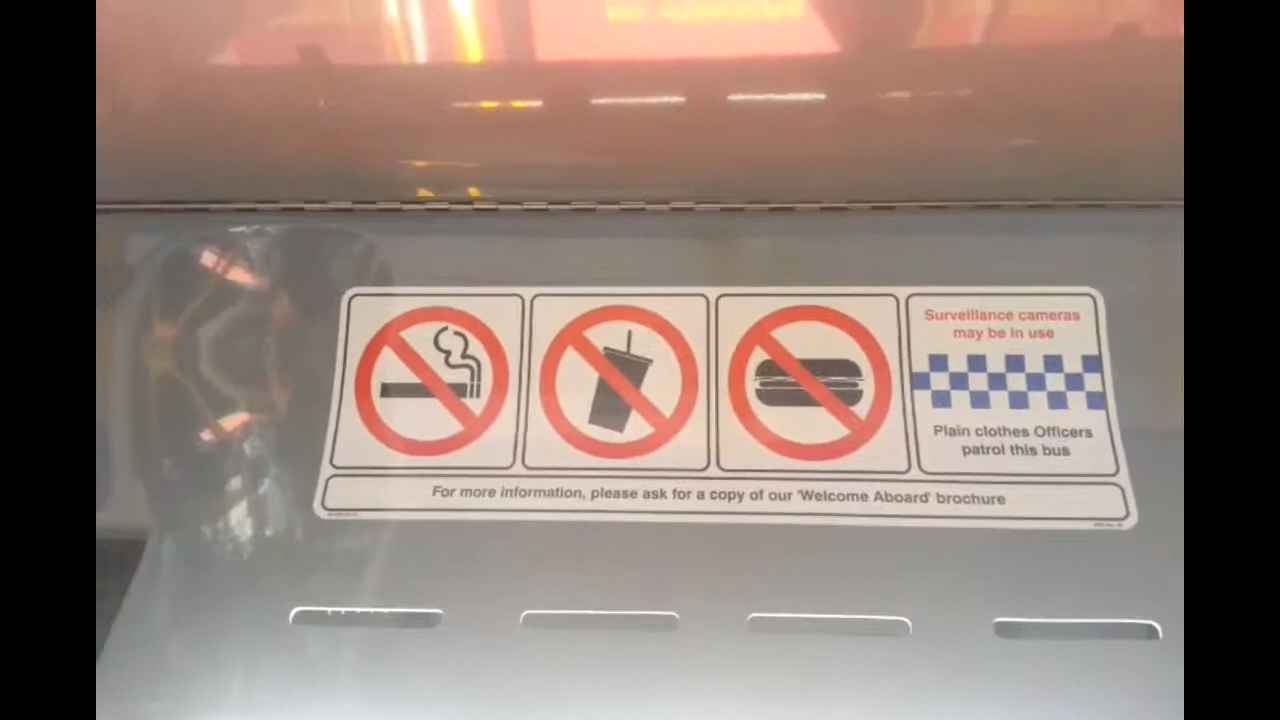 Surveillance cameras
may be in use
Plain clothes Officers
patrol this bus
For more information, please ask for a copy of our 'Welcome Aboard' brochure